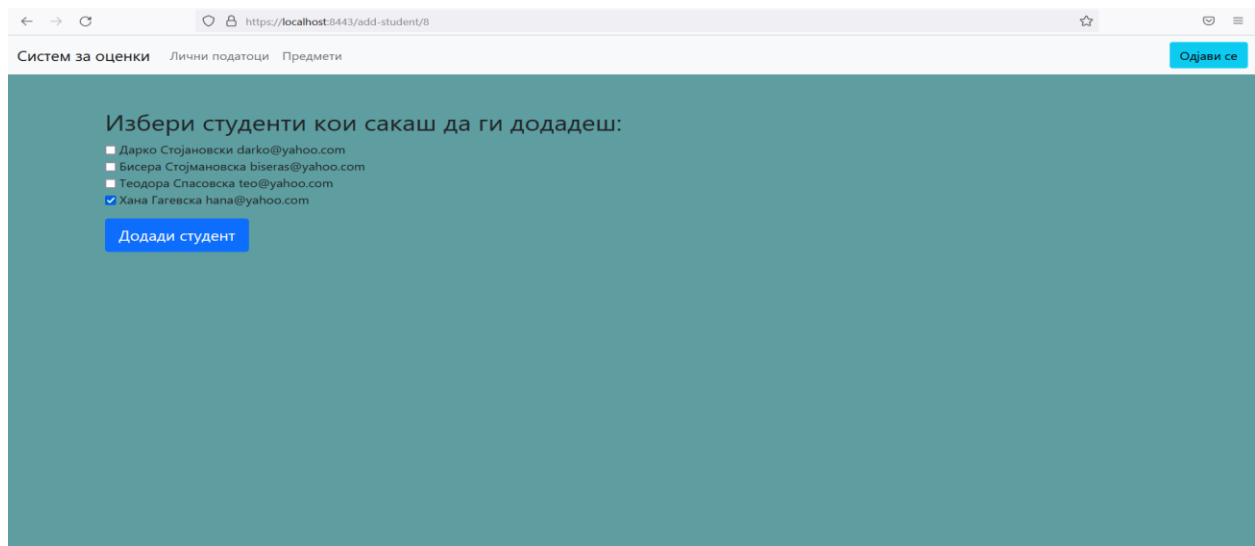 https://localhost:8443/add-student/8
Систем за оценки Лични податоци Предмети Одјави се
Избери студенти кои сакаш да ги додадеш:
Дарко Стојановски darko@yahoo.com
Бисера Стојмановска biseras@yahoo.com
Теодора Спасовска teo@yahoo.com
Хана Гагевска hana@yahoo.com
Додади студент